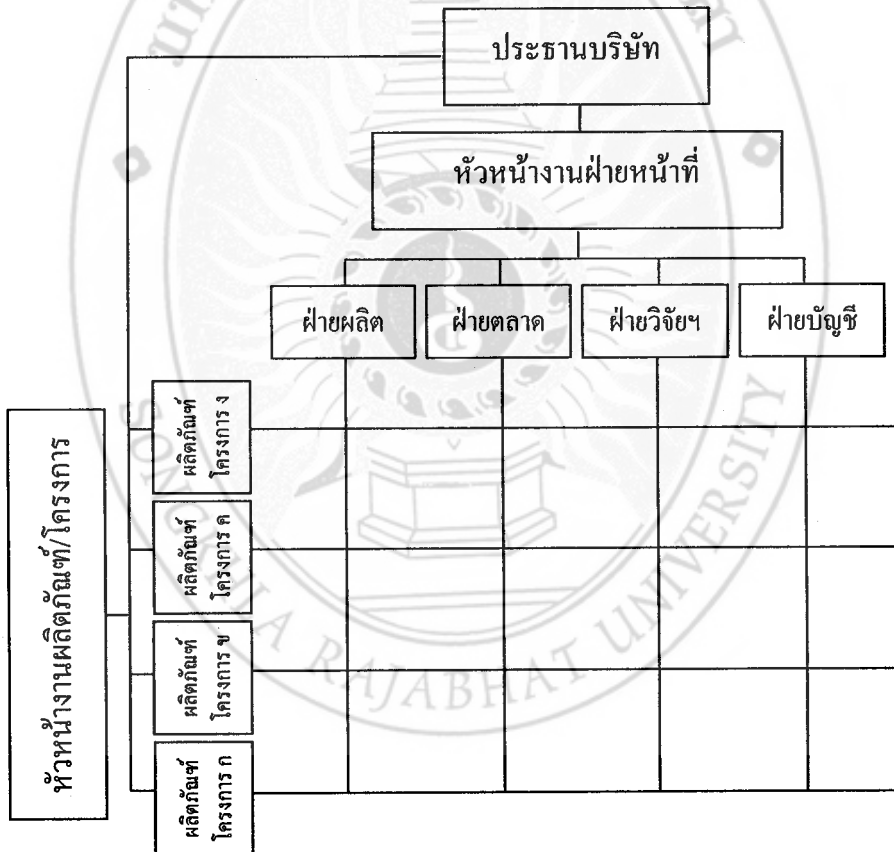 ประธานบริษัท
หัวหน้างานฝ่ายหน้าที่
ฝ่ายผลิต
ฝ่ายตลาด
ฝ่ายวิจัยฯ
ฝ่ายบัญชี
หัวหน้างานผลิตภัณฑ์/โครงการ
ผลิตภัณฑ์
โครงการ ง
ผลิตภัณฑ์
โครงการ ค
ผลิตภัณฑ์
โครงการ ข
ผลิตภัณฑ์
โครงการ ก
SONGKHLA RAJABHAT UNIVERSITY